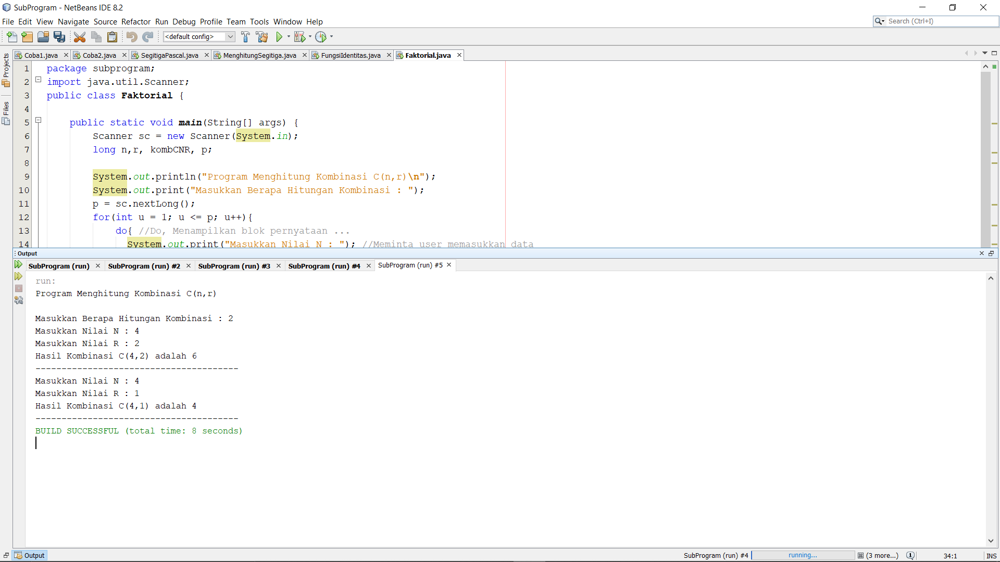 SubProgram - NetBeans IDE 8.2
File Edit View Navigate Source Refactor Run Debug Profile Team Tools Window Help
Search (Ctrl+I)
<default config>
Projects
Files
Coba1.java Coba2.java SegitigaPascal.java MenghitungSegitiga.java FungsiIdentitas.java Faktorial.java
1 package subprogram;
2 import java.util.Scanner;
3 public class Faktorial {
4
5 public static void main(String[] args) {
6 Scanner sc = new Scanner(System.in);
7 long n,r, kombCNR, p;
8
9 System.out.println("Program Menghitung Kombinasi C(n,r)\n");
10 System.out.print("Masukkan Berapa Hitungan Kombinasi : ");
11 p = sc.nextLong();
12 for(int u = 1; u <= p; u++){
13 do{ //Do, Menampilkan blok pernyataan ...
14 System.out.print("Masukkan Nilai N : "); //Meminta user memasukkan data
Output
SubProgram (run) SubProgram (run) #2 SubProgram (run) #3 SubProgram (run) #4 SubProgram (run) #5
run:
Program Menghitung Kombinasi C(n,r)
Masukkan Berapa Hitungan Kombinasi : 2
Masukkan Nilai N : 4
Masukkan Nilai R : 2
Hasil Kombinasi C(4,2) adalah 6
---------------------------------------
Masukkan Nilai N : 4
Masukkan Nilai R : 1
Hasil Kombinasi C(4,1) adalah 4
---------------------------------------
BUILD SUCCESSFUL (total time: 8 seconds)
Output
SubProgram (run) #4 running... (3 more...) 34:1 INS